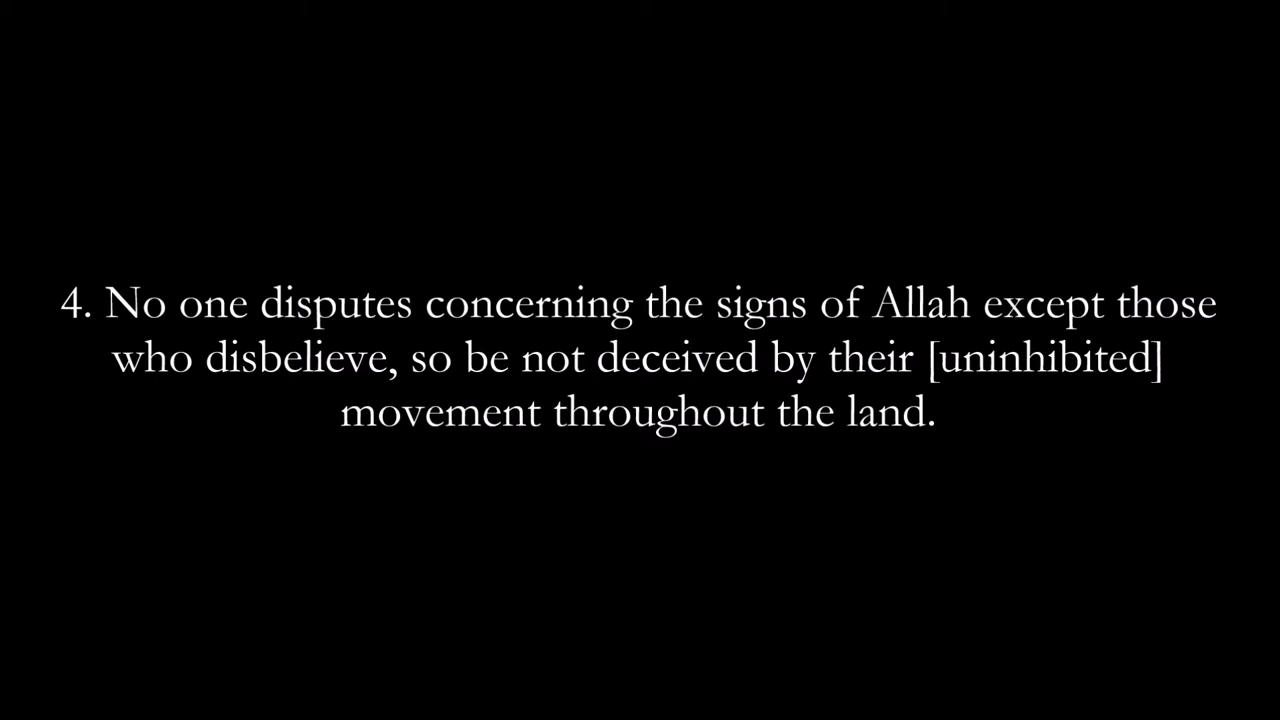 4. No one disputes concerning the signs of Allah except those
who disbelieve, so be not deceived by their [uninhibited]
movement throughout the land.